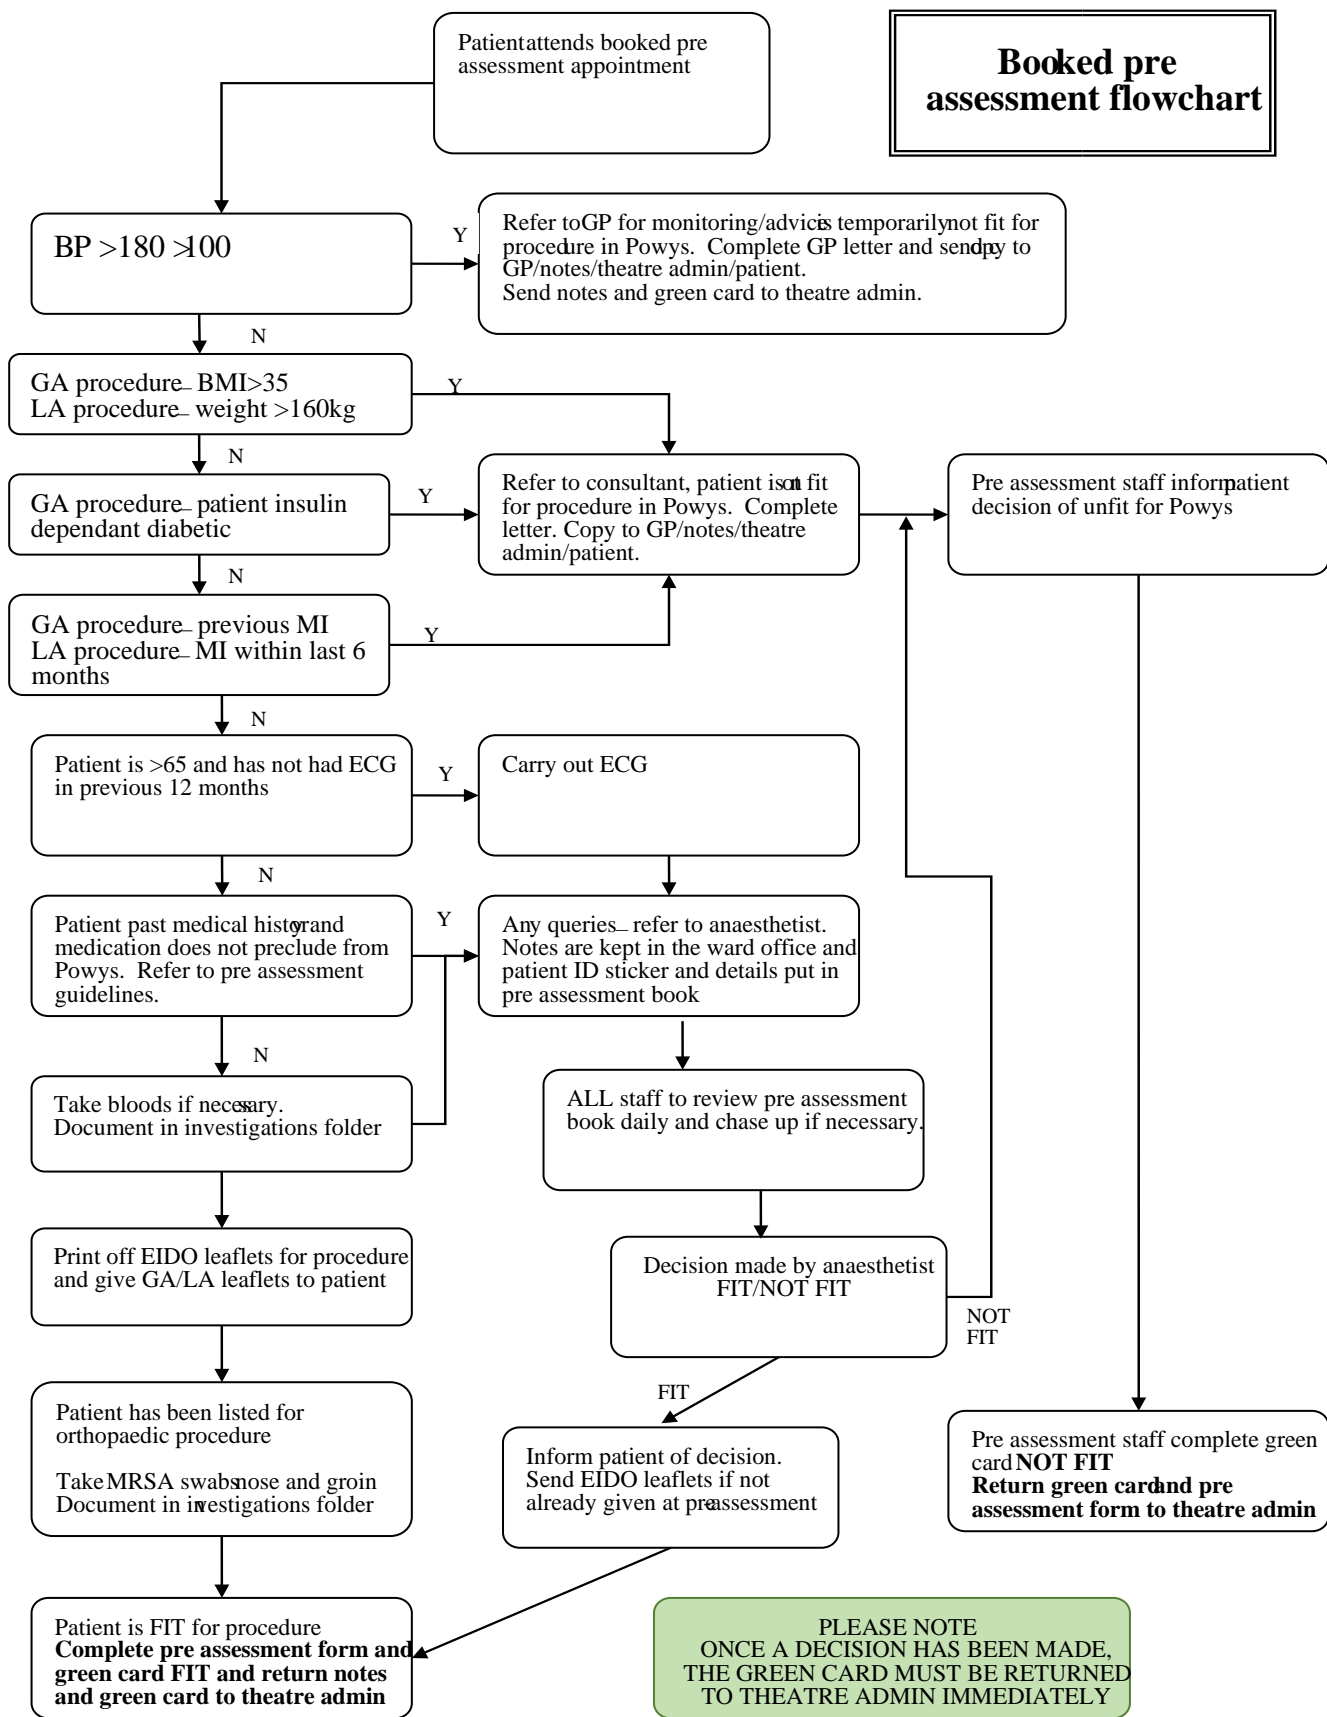 Patient attends booked pre
assessment appointment
Booked pre
assessment flowchart
BP >180 >100
Y
Refer to GP for monitoring/advice is temporarily not fit for
procedure in Powys. Complete GP letter and send copy to
GP/notes/theatre admin/patient.
Send notes and green card to theatre admin.
N
GA procedure – BMI>35
LA procedure – weight >160kg
Y
N
GA procedure – patient insulin
dependant diabetic
Y
Refer to consultant, patient is not fit
for procedure in Powys. Complete
letter. Copy to GP/notes/theatre
admin/patient.
Pre assessment staff inform patient
decision of unfit for Powys
N
GA procedure – previous MI
LA procedure – MI within last 6
months
Y
N
Patient is >65 and has not had ECG
in previous 12 months
Y
Carry out ECG
N
Patient past medical history and
medication does not preclude from
Powys. Refer to pre assessment
guidelines.
Y
Any queries – refer to anaesthetist.
Notes are kept in the ward office and
patient ID sticker and details put in
pre assessment book
N
Take bloods if necessary.
Document in investigations folder
ALL staff to review pre assessment
book daily and chase up if necessary.
Print off EIDO leaflets for procedure
and give GA/LA leaflets to patient
Decision made by anaesthetist
FIT/NOT FIT
NOT
FIT
FIT
Patient has been listed for
orthopaedic procedure
Take MRSA swabs nose and groin
Document in investigations folder
Inform patient of decision.
Send EIDO leaflets if not
already given at pre-assessment
Pre assessment staff complete green
card NOT FIT
Return green card and pre
assessment form to theatre admin
Patient is FIT for procedure
Complete pre assessment form and
green card FIT and return notes
and green card to theatre admin
PLEASE NOTE
ONCE A DECISION HAS BEEN MADE,
THE GREEN CARD MUST BE RETURNED
TO THEATRE ADMIN IMMEDIATELY